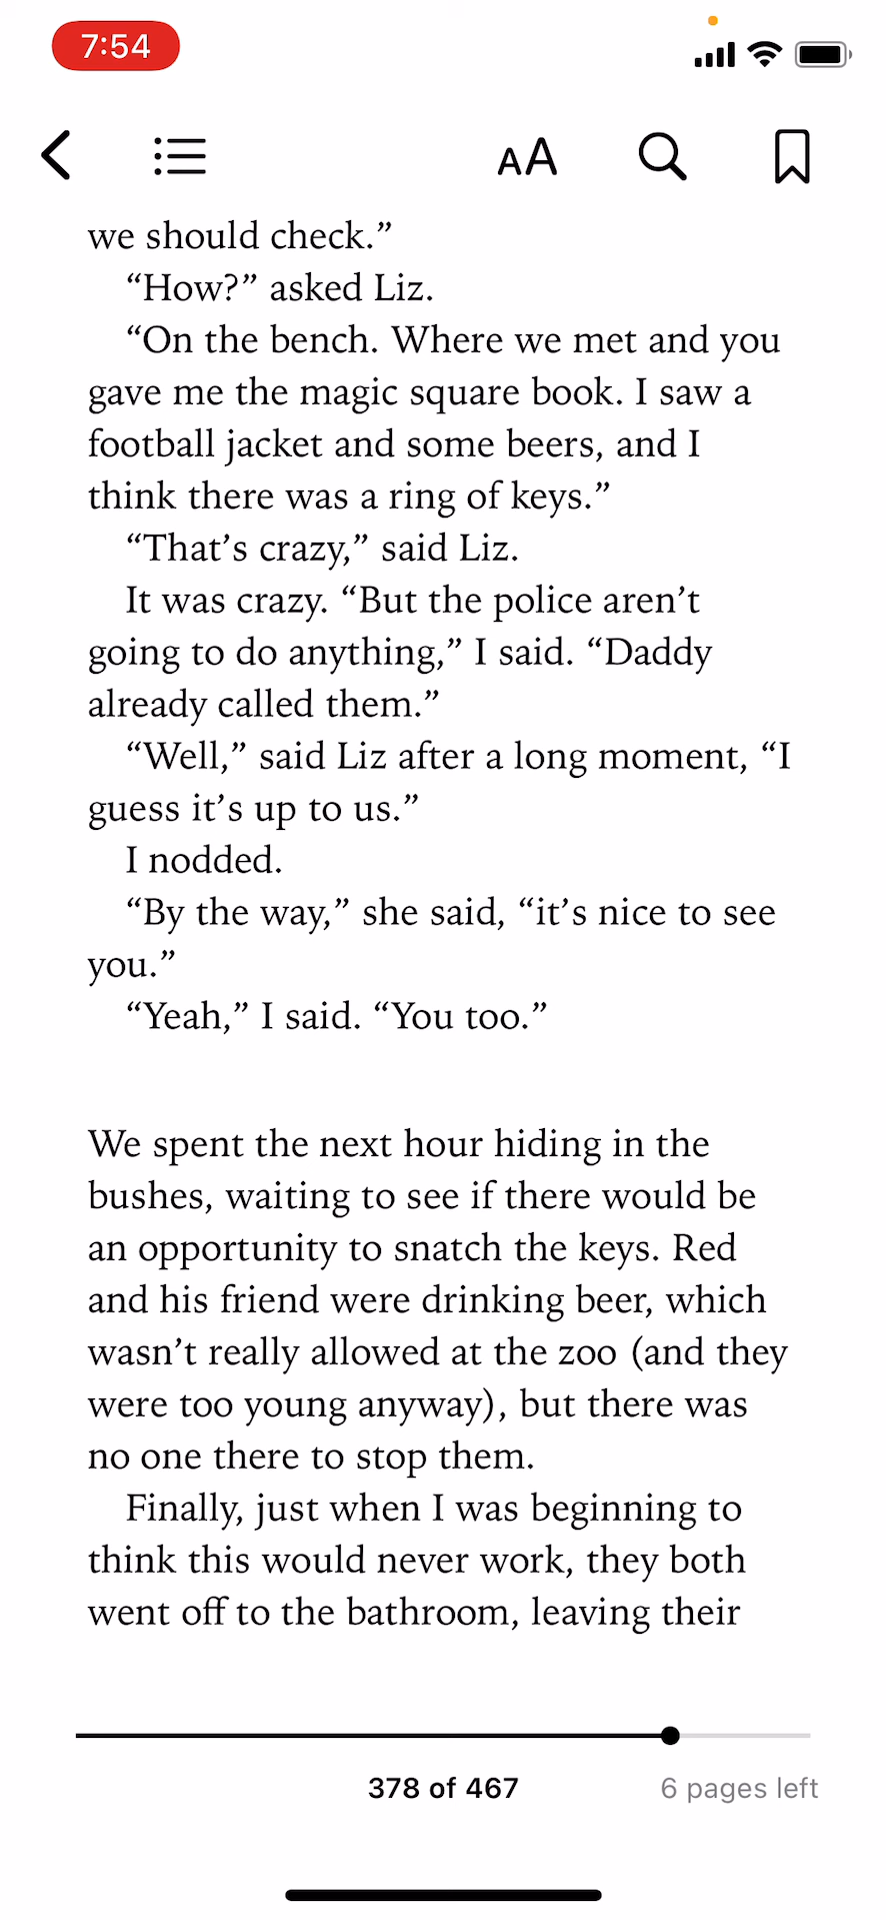 7:54
AA
we should check.”
“How?” asked Liz.
“On the bench. Where we met and you
gave me the magic square book. I saw a
football jacket and some beers, and I
think there was a ring of keys.”
“That’s crazy,” said Liz.
It was crazy. “But the police aren’t
going to do anything,” I said. “Daddy
already called them.”
“Well,” said Liz after a long moment, “I
guess it’s up to us.”
I nodded.
“By the way,” she said, “it’s nice to see
you.”
“Yeah,” I said. “You too.”
We spent the next hour hiding in the
bushes, waiting to see if there would be
an opportunity to snatch the keys. Red
and his friend were drinking beer, which
wasn’t really allowed at the zoo (and they
were too young anyway), but there was
no one there to stop them.
Finally, just when I was beginning to
think this would never work, they both
went off to the bathroom, leaving their
378 of 467
6 pages left